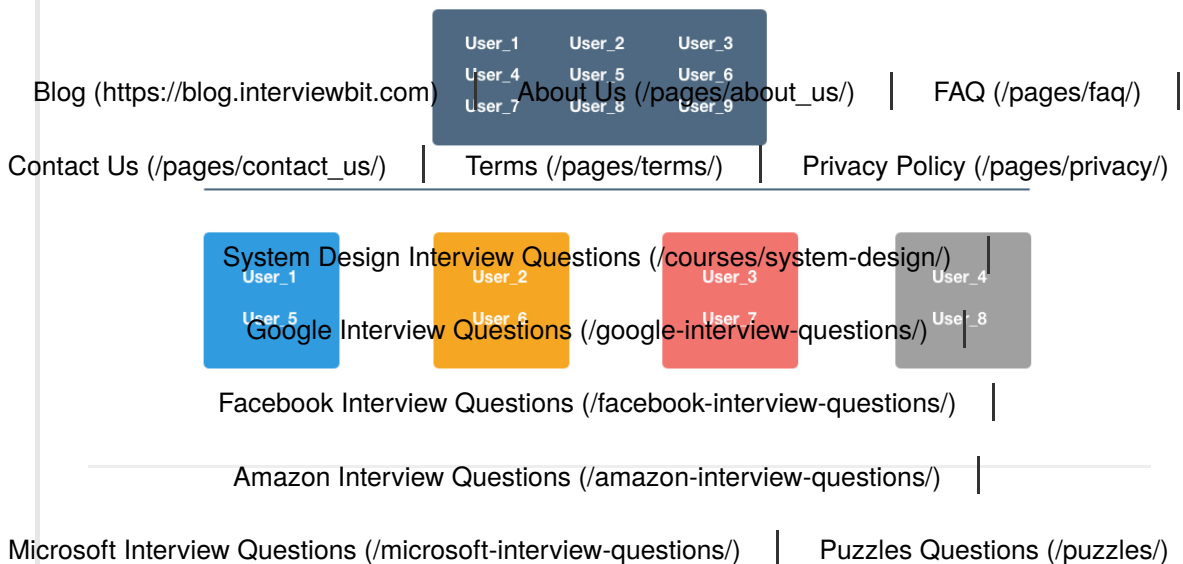 User_1 User_2 User_3
User_4 User_5 User_6
Blog (https://blog.interviewbit.com) | About Us (/pages/about_us/) | FAQ (/pages/faq/) |
User_7 User_8 User_9
Contact Us (/pages/contact_us/) | Terms (/pages/terms/) | Privacy Policy (/pages/privacy/)
System Design Interview Questions (/courses/system-design/) |
User_1 User_2 User_3 User_4
User_5 User_6 User_7 User_8
Google Interview Questions (/google-interview-questions/) |
Facebook Interview Questions (/facebook-interview-questions/) |
Amazon Interview Questions (/amazon-interview-questions/) |
Microsoft Interview Questions (/microsoft-interview-questions/) | Puzzles Questions (/puzzles/)